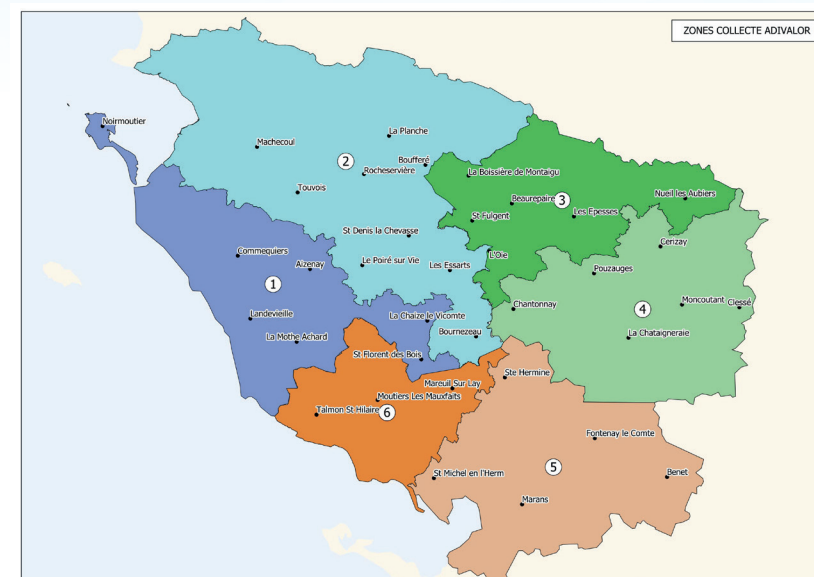 ZONES COLLECTE ADIVALOR
Noirmoutier
La Planche
Machecoul
2
Boufferé
Rocheservière
La Boissière de Montaigu
Touvois
Beaurepaire
3
Nueil les Aubiers
St Fulgent
Les Epesses
St Denis la Chevasse
Cerizay
Commequiers
L'Oie
Aizenay
Le Poiré sur Vie
Les Essarts
Pouzauges
1
Chantonnay
4
Moncoutant
Clessé
Landevieille
La Chaize le Vicomte
La Mothe Achard
Bournezeau
La Chataigneraie
St Florent des Bois
Ste Hermine
Mareuil Sur Lay
Moutiers Les Mauxfaits
Talmon St Hilaire
6
Fontenay le Comte
St Michel en l'Herm
5
Benet
Marans